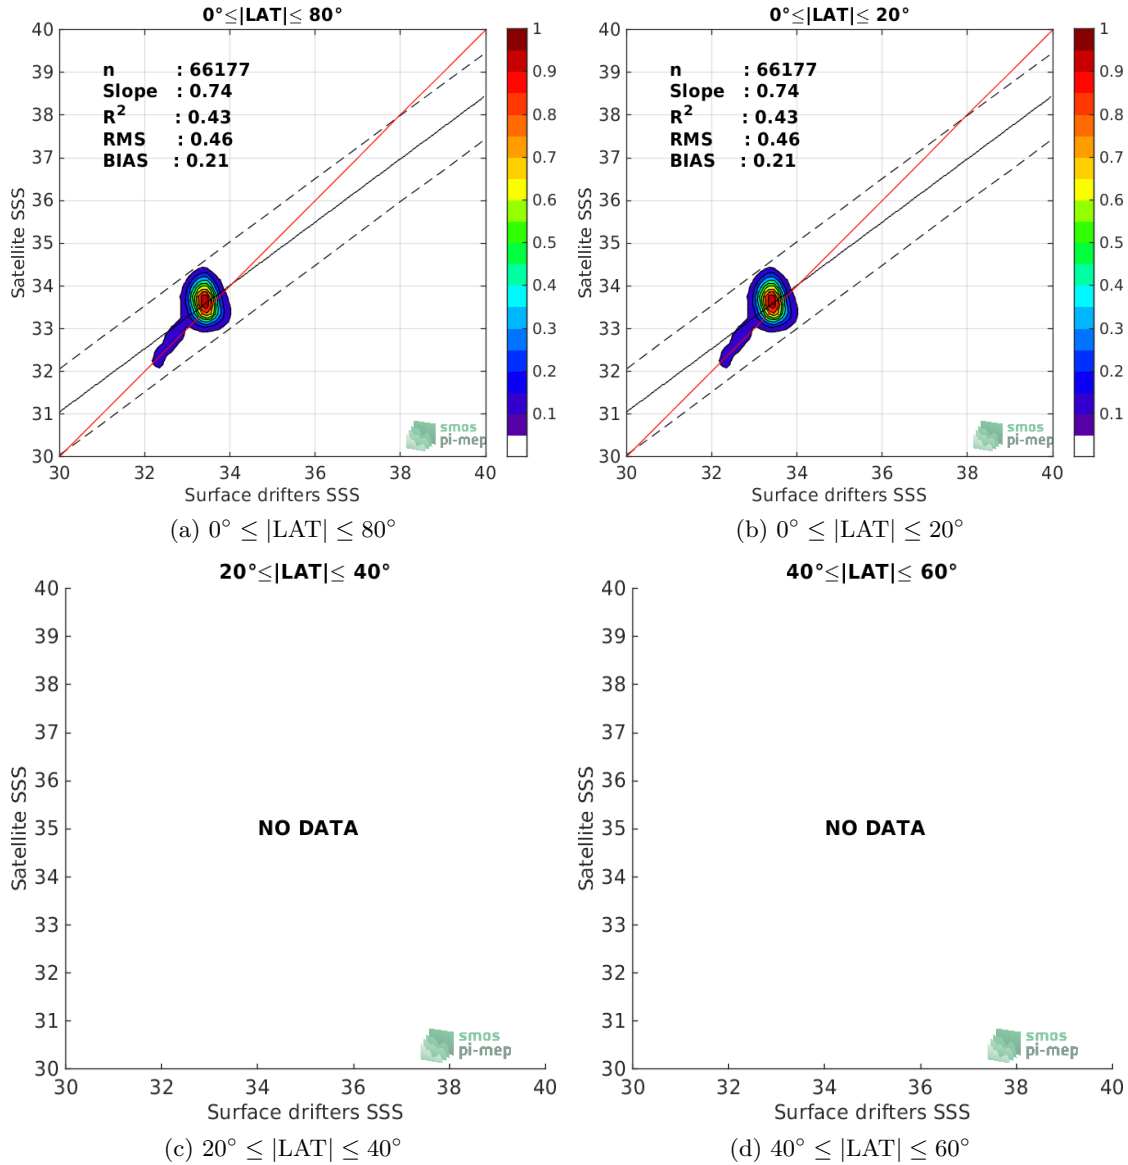 0°≤|LAT|≤ 80°
40
39
38
37
36
35
34
33
32
31
30
Satellite SSS
n : 66177
Slope : 0.74
R² : 0.43
RMS : 0.46
BIAS : 0.21
1
0.9
0.8
0.7
0.6
0.5
0.4
0.3
0.2
0.1
smos
pi-mep
30 32 34 36 38 40
Surface drifters SSS
(a) 0° ≤ |LAT| ≤ 80°
0°≤|LAT|≤ 20°
40
39
38
37
36
35
34
33
32
31
30
Satellite SSS
n : 66177
Slope : 0.74
R² : 0.43
RMS : 0.46
BIAS : 0.21
1
0.9
0.8
0.7
0.6
0.5
0.4
0.3
0.2
0.1
smos
pi-mep
30 32 34 36 38 40
Surface drifters SSS
(b) 0° ≤ |LAT| ≤ 20°
20°≤|LAT|≤ 40°
40
39
38
37
36
35
34
33
32
31
30
Satellite SSS
NO DATA
smos
pi-mep
30 32 34 36 38 40
Surface drifters SSS
(c) 20° ≤ |LAT| ≤ 40°
40°≤|LAT|≤ 60°
40
39
38
37
36
35
34
33
32
31
30
Satellite SSS
NO DATA
smos
pi-mep
30 32 34 36 38 40
Surface drifters SSS
(d) 40° ≤ |LAT| ≤ 60°